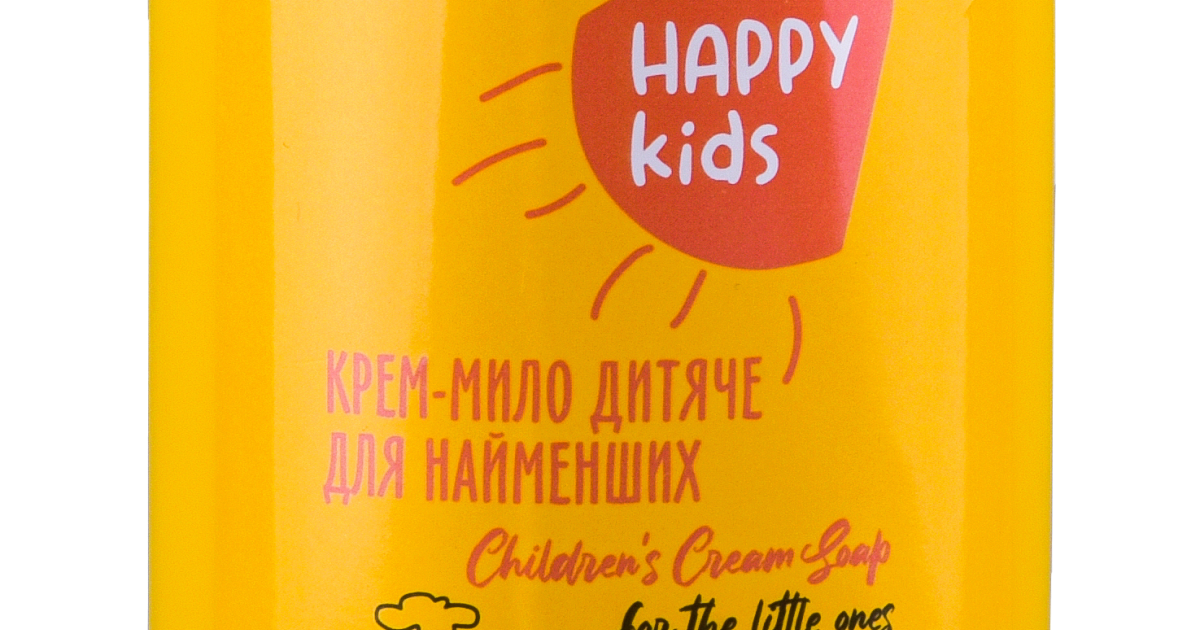 HAPPY
kids
КРЕМ-МИЛО ДИТЯЧЕ
ДЛЯ НАЙМЕНШИХ
Children's Cream Soap
for the little ones